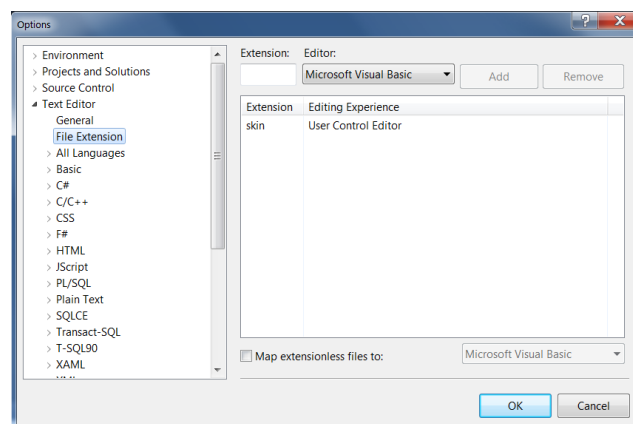 Options
Environment
Projects and Solutions
Source Control
Text Editor
General
File Extension
All Languages
Basic
C#
C/C++
CSS
F#
HTML
JScript
PL/SQL
Plain Text
SQLCE
Transact-SQL
T-SQL90
XAML
Extension: Editor:
Microsoft Visual Basic Add Remove
Extension Editing Experience
skin User Control Editor
Map extensionless files to: Microsoft Visual Basic
OK Cancel